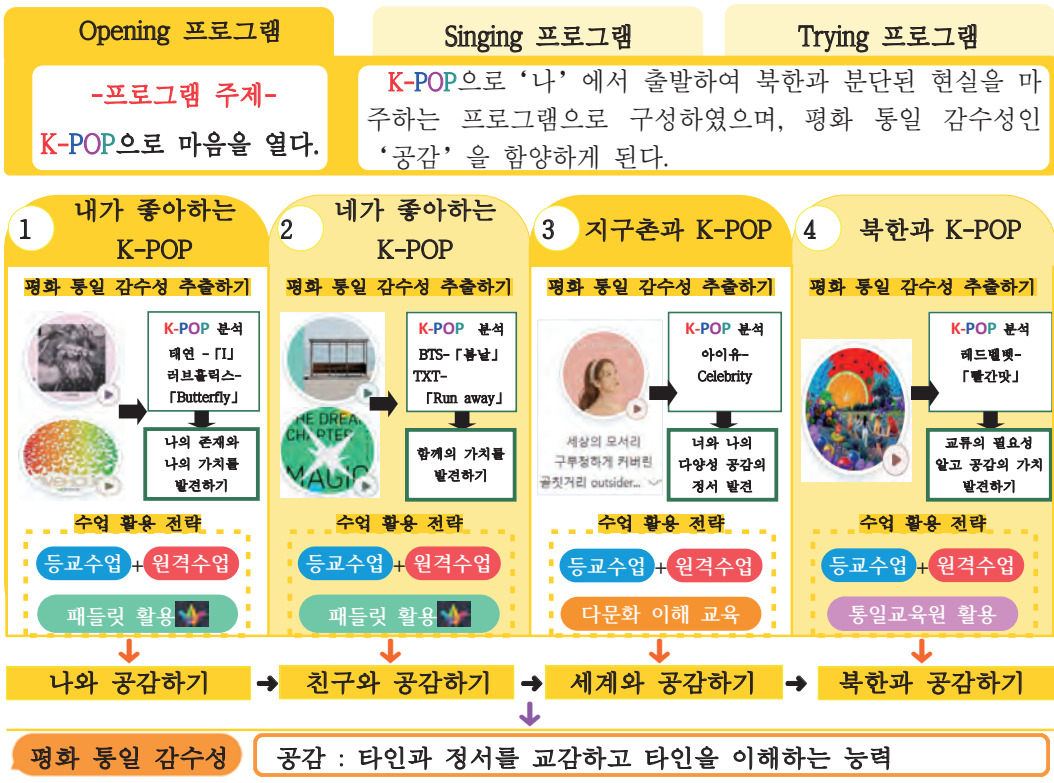 Opening 프로그램
Singing 프로그램
Trying 프로그램
-프로그램 주제-
K-POP으로 마음을 열다.
K-POP으로 ‘나’ 에서 출발하여 북한과 분단된 현실을 마
주하는 프로그램으로 구성하였으며, 평화 통일 감수성인
‘공감’ 을 함양하게 된다.
1
내가 좋아하는
K-POP
평화 통일 감수성 추출하기
K-POP 분석
태연 -「I」
러브홀릭스-
「Butterfly」
나의 존재와
나의 가치를
발견하기
수업 활용 전략
등교수업+원격수업
패들릿 활용
나와 공감하기
2
네가 좋아하는
K-POP
평화 통일 감수성 추출하기
THE DREAM
CHAPTER
MAGIC
K-POP 분석
BTS-「봄날」
TXT-
「Run away」
함께의 가치를
발견하기
수업 활용 전략
등교수업+원격수업
패들릿 활용
친구와 공감하기
3
지구촌과 K-POP
평화 통일 감수성 추출하기
세상의 모서리
구부정하게 커버린
골칫거리 outsider...
K-POP 분석
아이유-
Celebrity
너와 나의
다양성 공감의
정서 발견
수업 활용 전략
등교수업+원격수업
다문화 이해 교육
세계와 공감하기
4
북한과 K-POP
평화 통일 감수성 추출하기
K-POP 분석
레드벨벳-
「빨간맛」
교류의 필요성
알고 공감의 가치
발견하기
수업 활용 전략
등교수업+원격수업
통일교육원 활용
북한과 공감하기
평화 통일 감수성
공감 : 타인과 정서를 교감하고 타인을 이해하는 능력